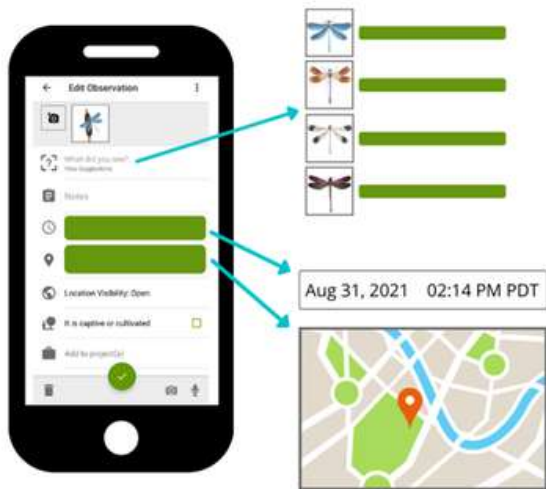 Edit Observation
What did you see?
View Suggestions
Notes
Location Visibility: Open
It is captive or cultivated
Add to project(s)
Aug 31, 2021 02:14 PM PDT